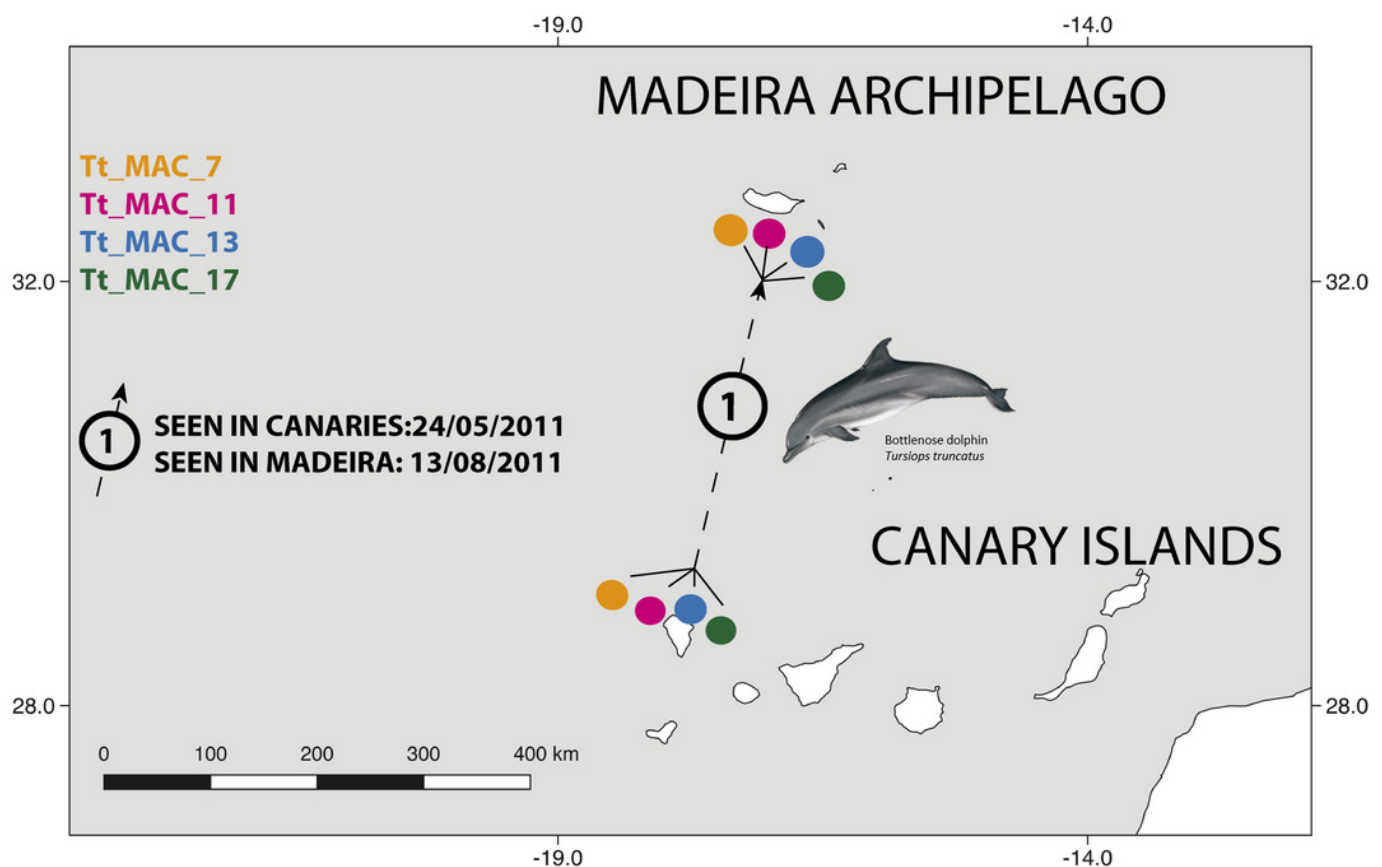 -19.0 -14.0
MADEIRA ARCHIPELAGO
Tt_MAC_7
Tt_MAC_11
Tt_MAC_13
Tt_MAC_17
32.0 32.0
1
1 SEEN IN CANARIES:24/05/2011
SEEN IN MADEIRA: 13/08/2011
Bottlenose dolphin
Tursiops truncatus
CANARY ISLANDS
28.0 28.0
0 100 200 300 400 km
-19.0 -14.0